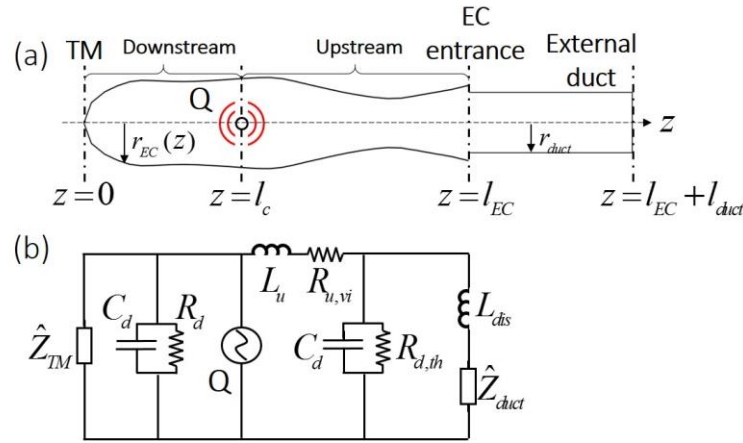 (a)
TM
Downstream
Upstream
EC
entrance
External
duct
Q
r_EC(z)
r_duct
z
z=0
z=l_c
z=l_EC
z=l_EC+l_duct
(b)
L_u
R_u,vi
C_d
R_d
L_dis
Ẑ_TM
Q
C_d
R_d,th
Ẑ_duct